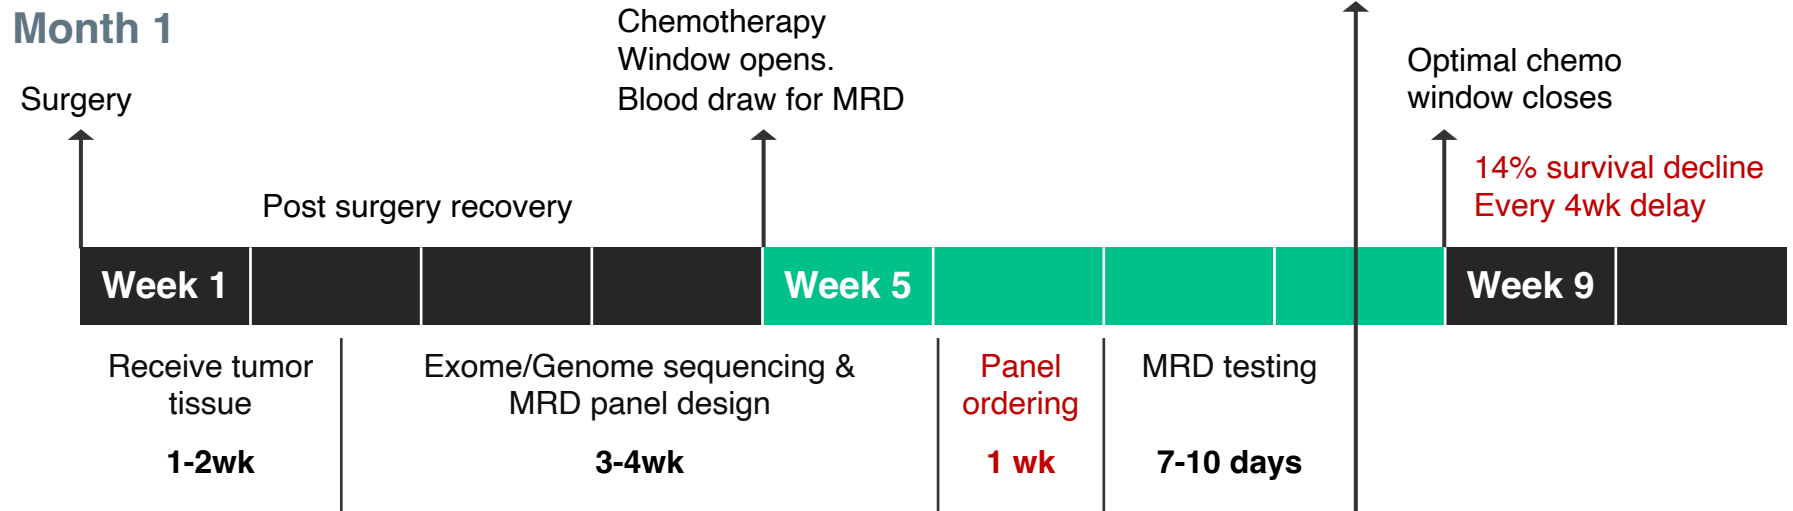 Month 1
Surgery
Chemotherapy
Window opens.
Blood draw for MRD
Optimal chemo
window closes
14% survival decline
Every 4wk delay
Post surgery recovery
Week 1
Week 5
Week 9
Receive tumor
tissue
1-2wk
Exome/Genome sequencing &
MRD panel design
3-4wk
Panel
ordering
1 wk
MRD testing
7-10 days